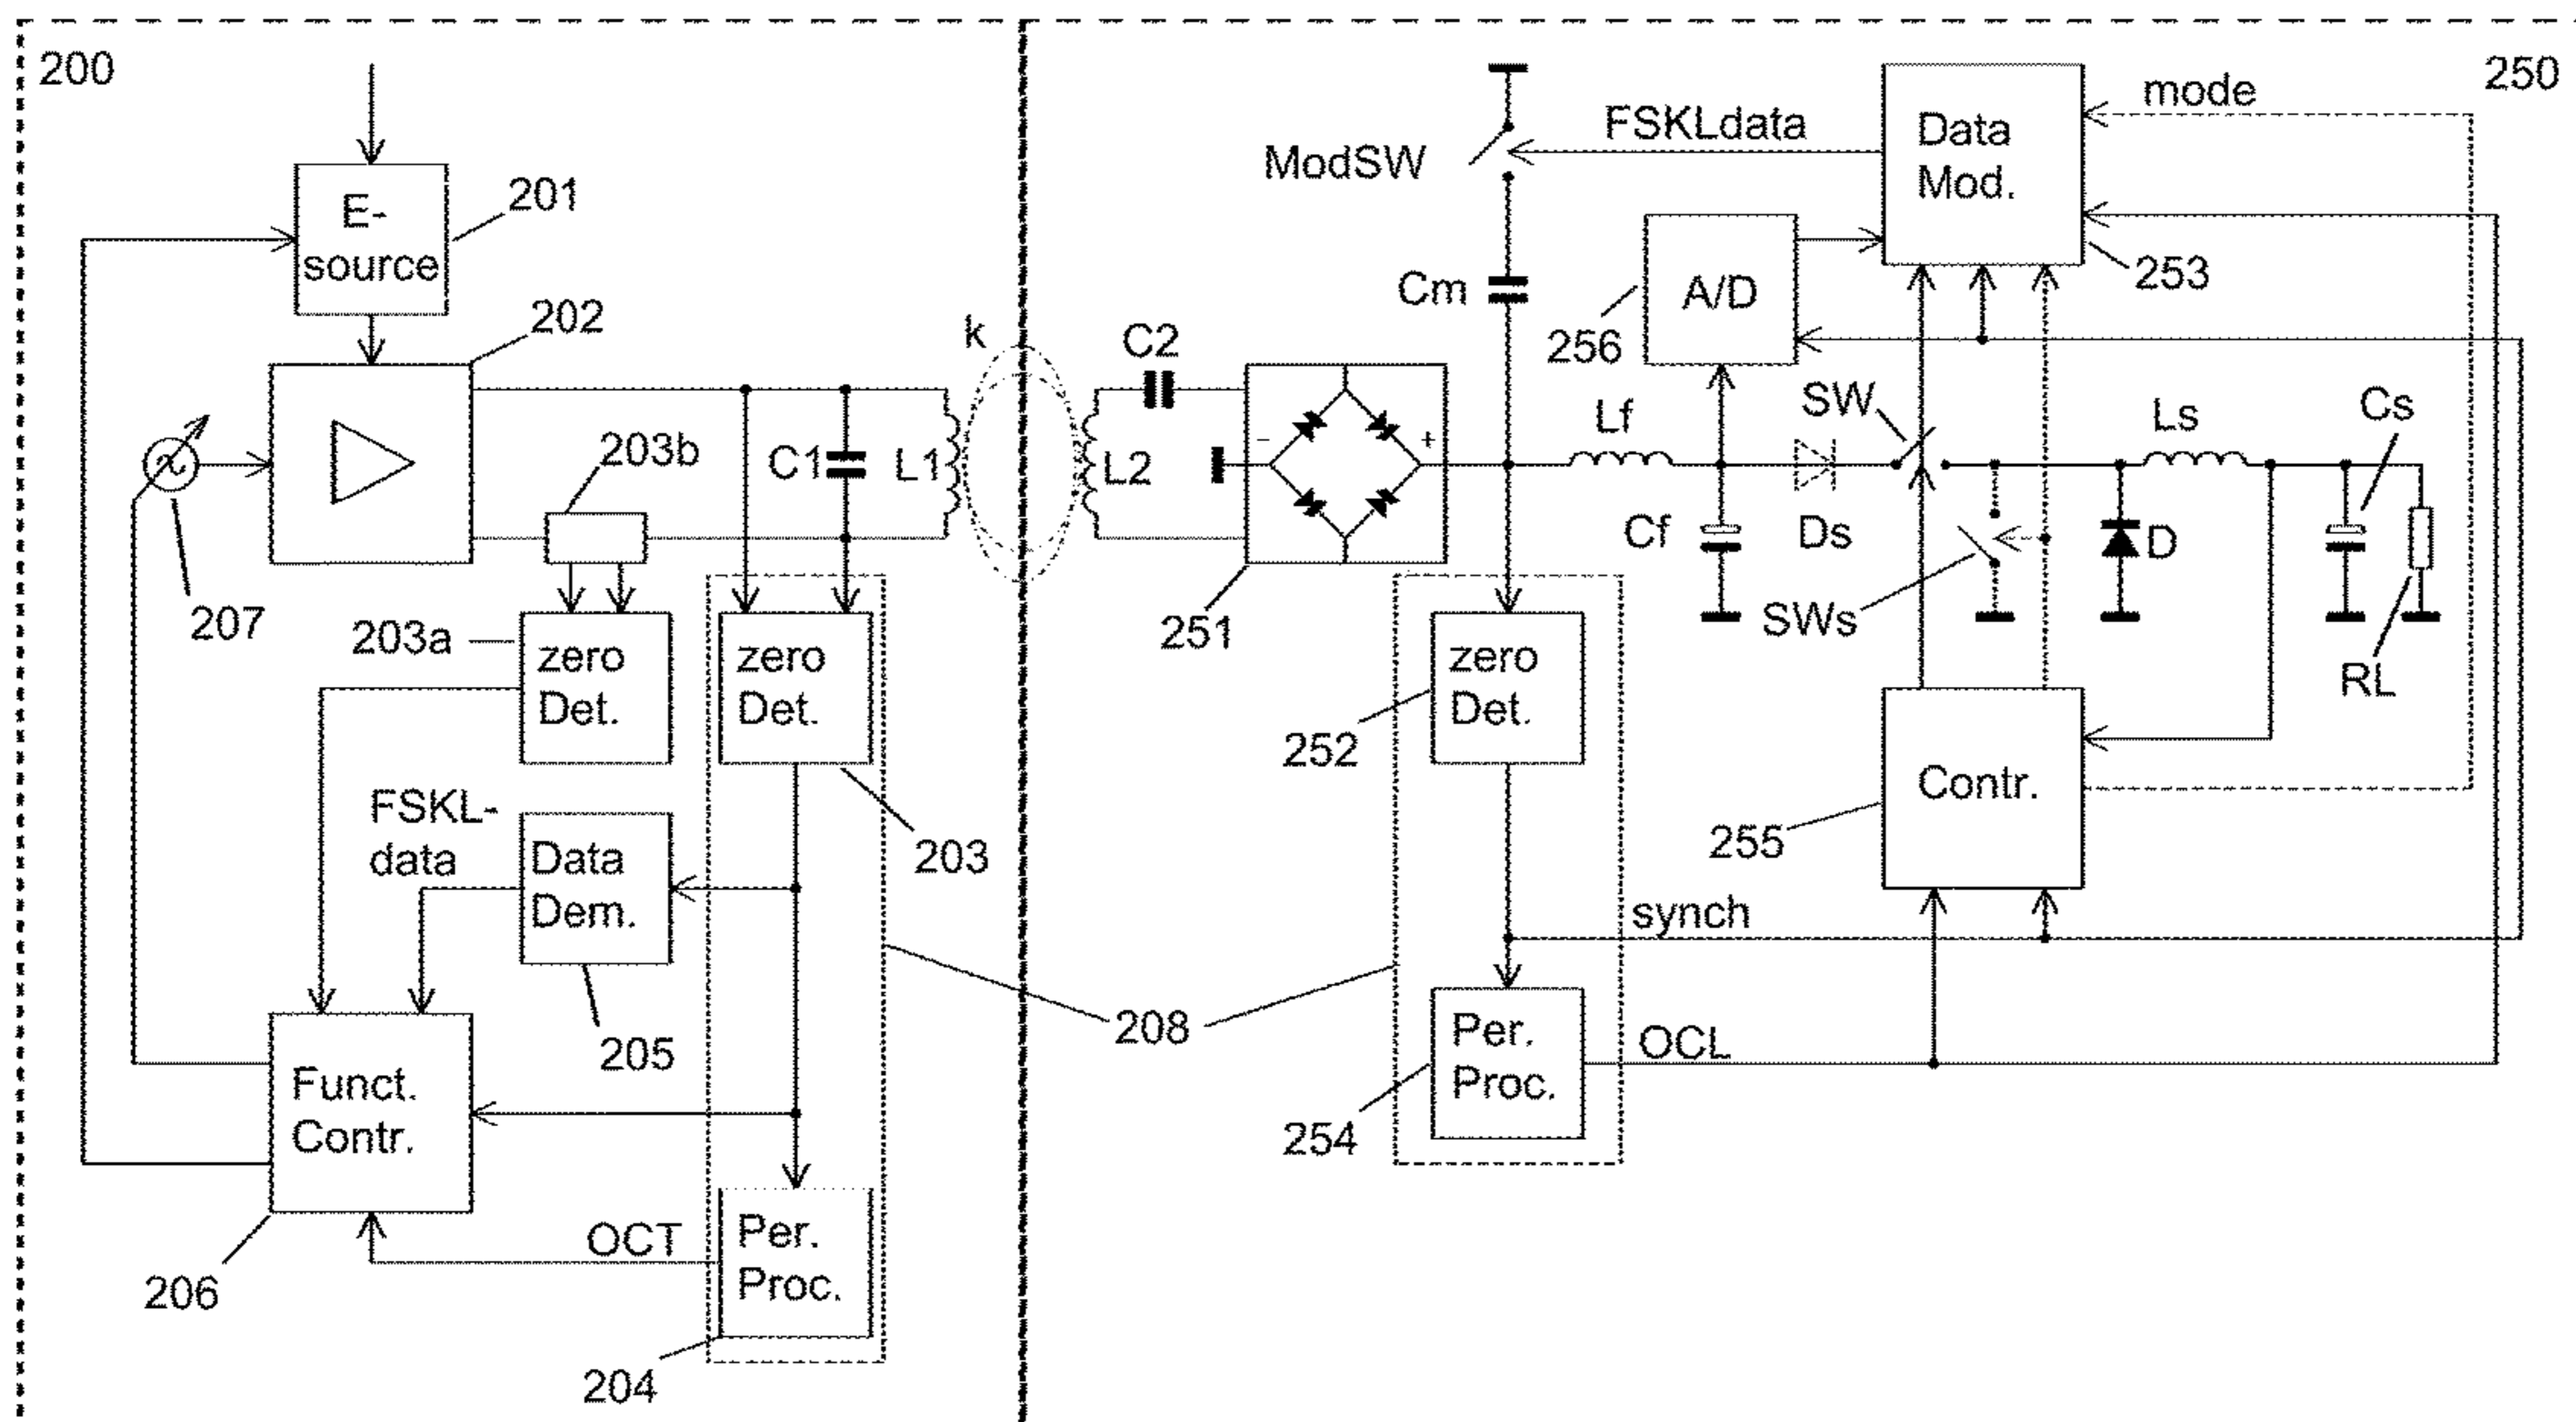 200
E-
source
201
202
203b
C1
L1
k
207
203a
zero
Det.
zero
Det.
203
FSKL-
data
Data
Dem.
205
Funct.
Contr.
206
OCT
Per.
Proc.
204
208
250
mode
FSKLdata
Data
Mod.
253
ModSW
Cm
A/D
256
C2
L2
-
+
251
Lf
Cf
Ds
SW
SWs
D
Ls
Cs
RL
zero
Det.
252
Contr.
255
synch
Per.
Proc.
254
OCL